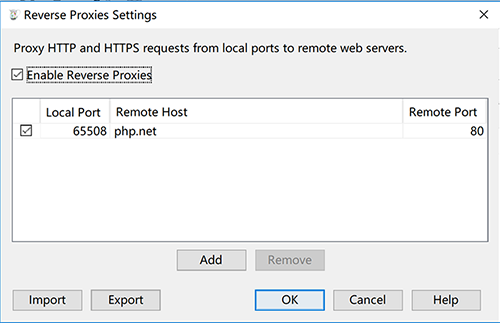 Reverse Proxies Settings
Proxy HTTP and HTTPS requests from local ports to remote web servers.
Enable Reverse Proxies
Local Port Remote Host Remote Port
65508 php.net 80
Add Remove
Import Export OK Cancel Help